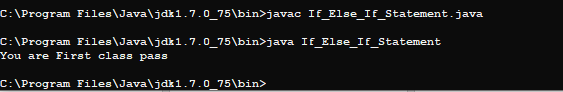 C:\Program Files\Java\jdk1.7.0_75\bin>javac If_Else_If_Statement.java
C:\Program Files\Java\jdk1.7.0_75\bin>java If_Else_If_Statement
You are First class pass
C:\Program Files\Java\jdk1.7.0_75\bin>